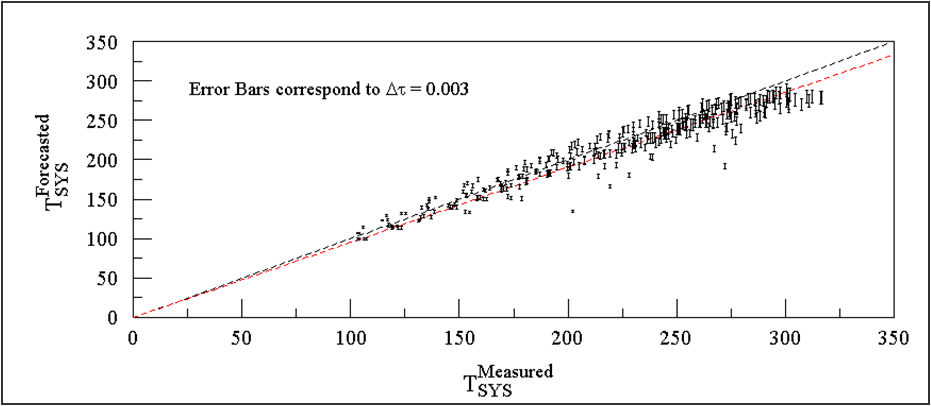 350
300
250
200
150
100
50
0
T_SYS^Forecasted
Error Bars correspond to Δτ = 0.003
0 50 100 150 200 250 300 350
T_SYS^Measured